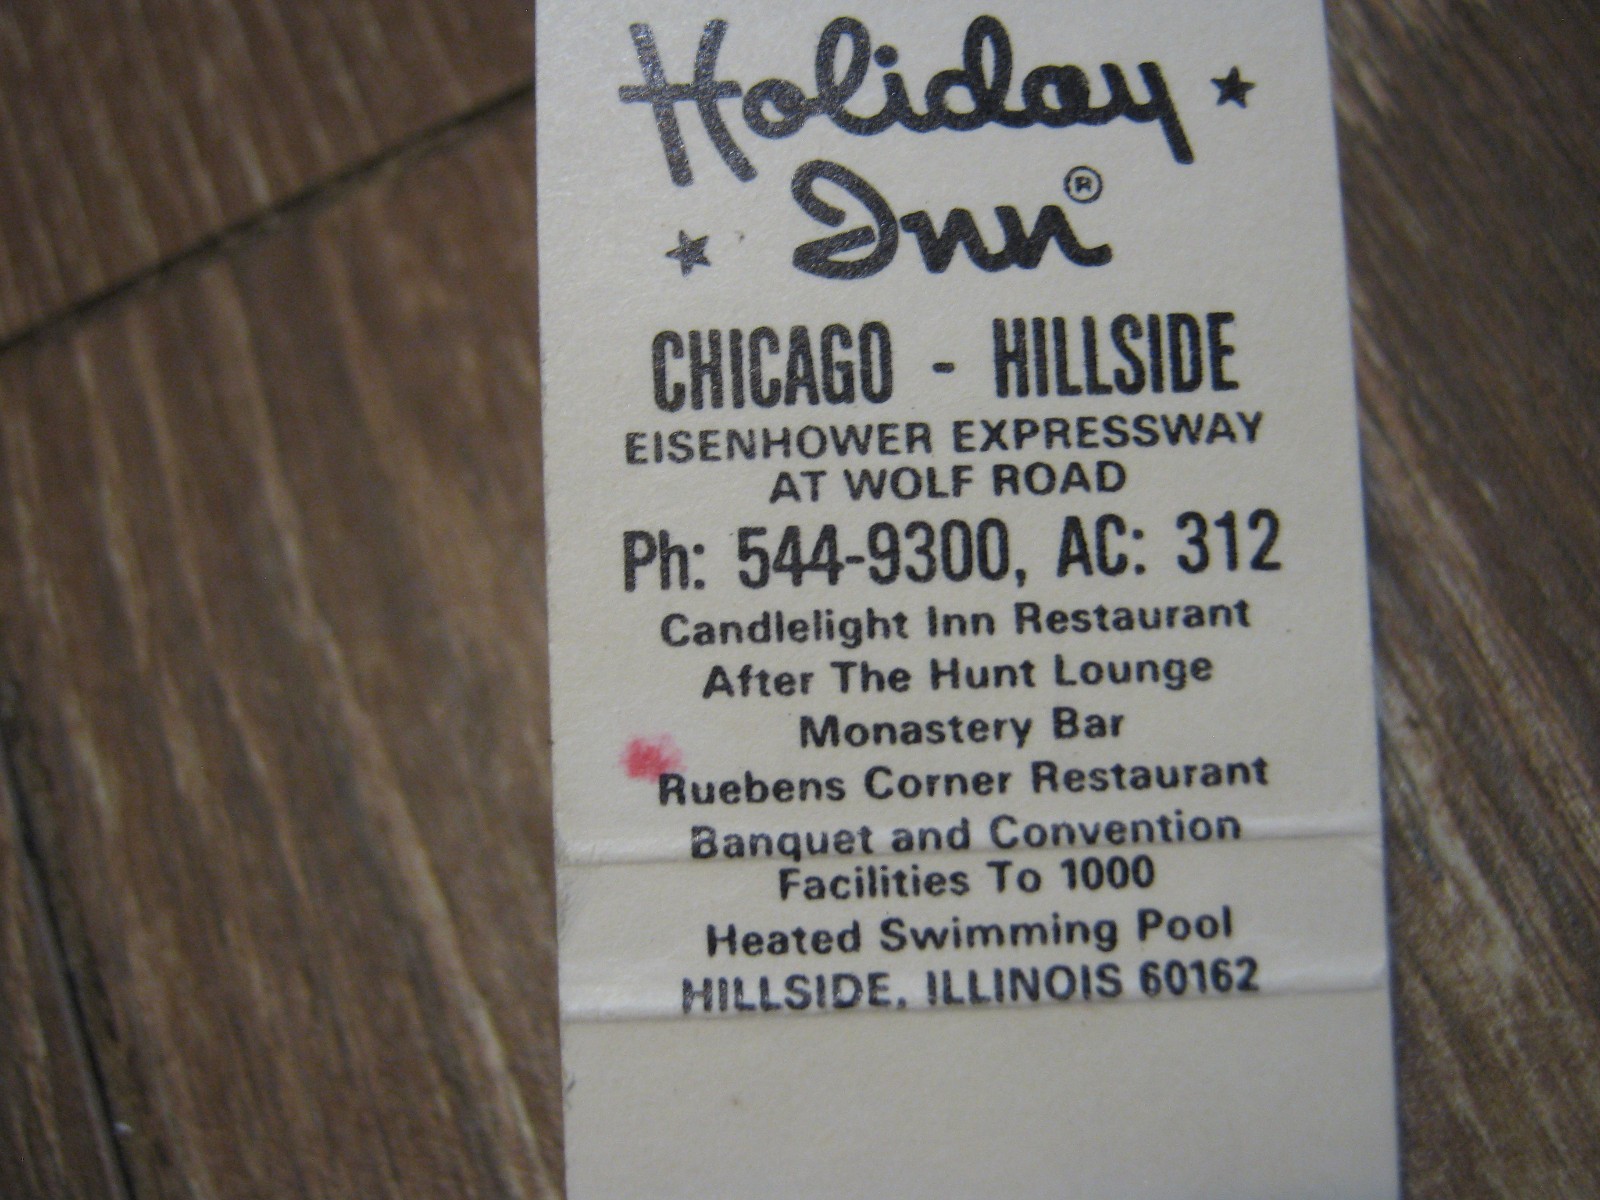 Holiday
Inn®
CHICAGO - HILLSIDE
EISENHOWER EXPRESSWAY
AT WOLF ROAD
Ph: 544-9300, AC: 312
Candlelight Inn Restaurant
After The Hunt Lounge
Monastery Bar
Ruebens Corner Restaurant
Banquet and Convention
Facilities To 1000
Heated Swimming Pool
HILLSIDE, ILLINOIS 60162